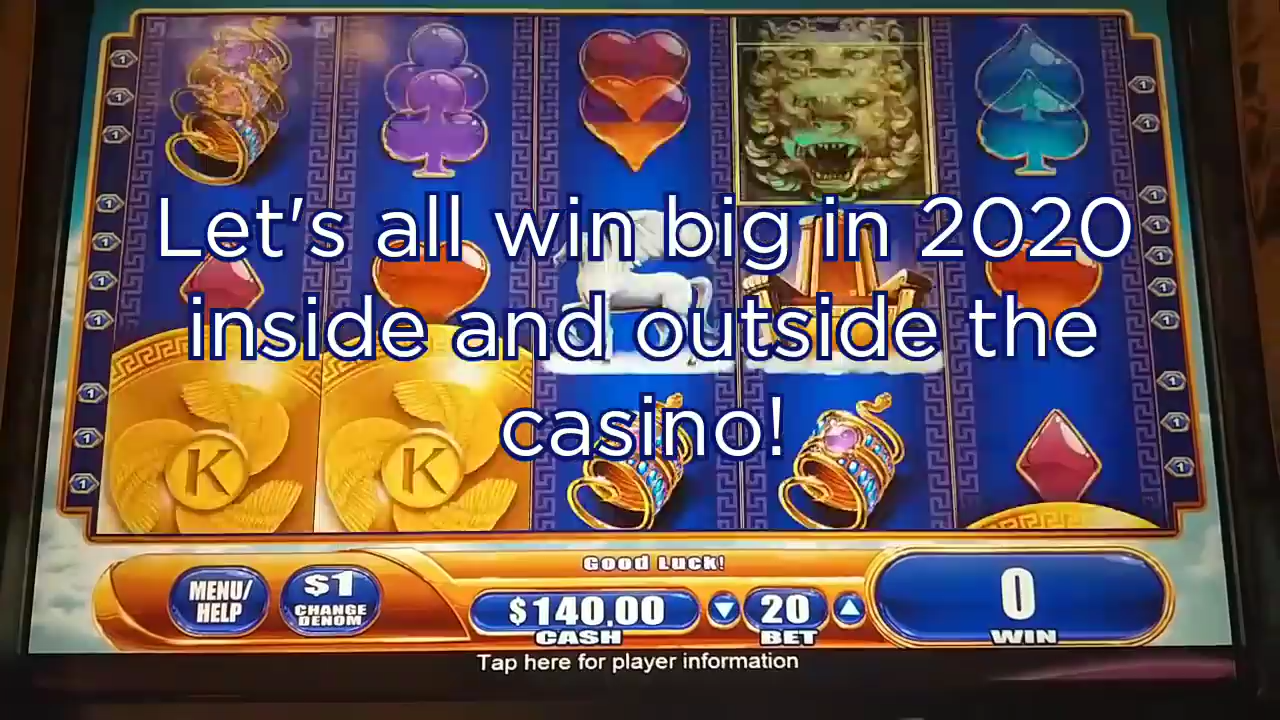 Let's all win big in 2020
inside and outside the
casino!
K K
Good Luck!
MENU/
HELP
$1
CHANGE
DENOM
$140.00
CASH
20
BET
0
WIN
Tap here for player information